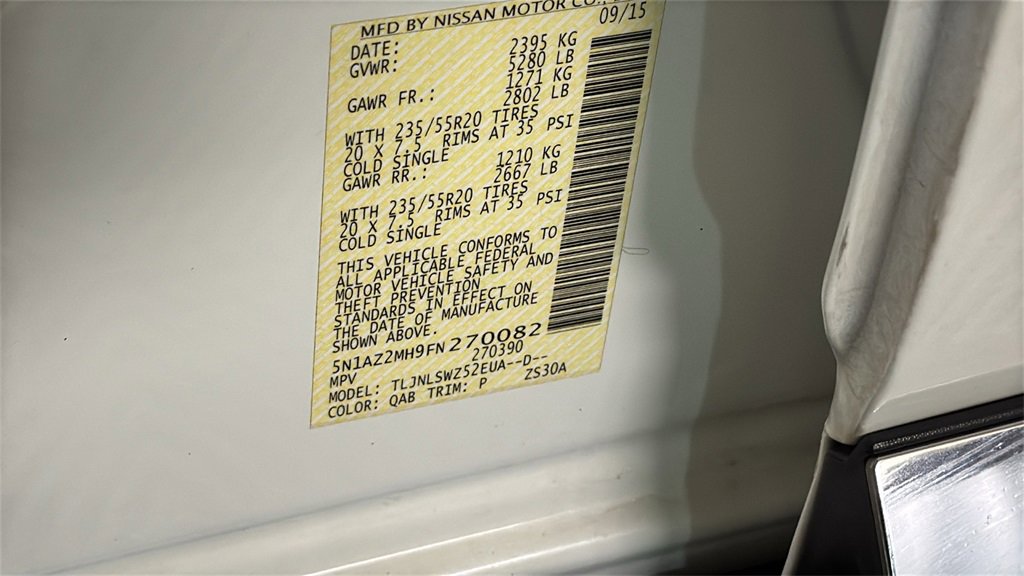 MFD BY NISSAN MOTOR CO.,
DATE: 09/15
GVWR: 2395 KG
5280 LB
GAWR FR.: 1271 KG
2802 LB
WITH 235/55R20 TIRES
20 X 7.5 RIMS AT 35 PSI
COLD SINGLE
GAWR RR.: 1210 KG
2667 LB
WITH 235/55R20 TIRES
20 X 7.5 RIMS AT 35 PSI
COLD SINGLE
THIS VEHICLE CONFORMS TO
ALL APPLICABLE FEDERAL
MOTOR VEHICLE SAFETY AND
THEFT PREVENTION
STANDARDS IN EFFECT ON
THE DATE OF MANUFACTURE
SHOWN ABOVE.
5N1AZ2MH9FN270082
MPV 270390
MODEL: TLJNLSWZ52EUA--D--
COLOR: QAB TRIM: P ZS30A